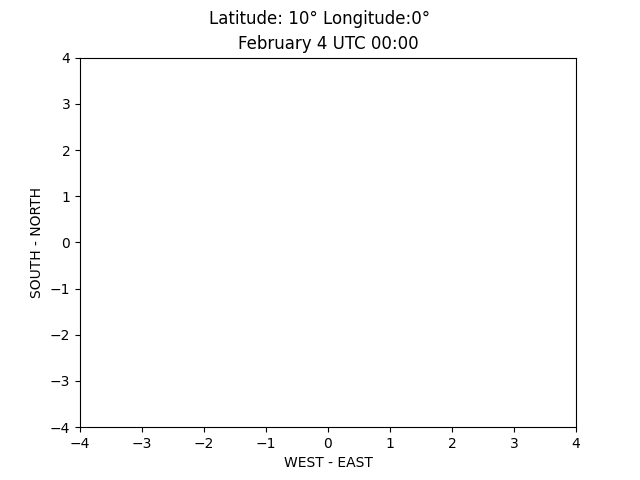 Latitude: 10° Longitude:0°
February 4 UTC 00:00
4
3
2
1
0
−1
−2
−3
−4
SOUTH - NORTH
−4 −3 −2 −1 0 1 2 3 4
WEST - EAST